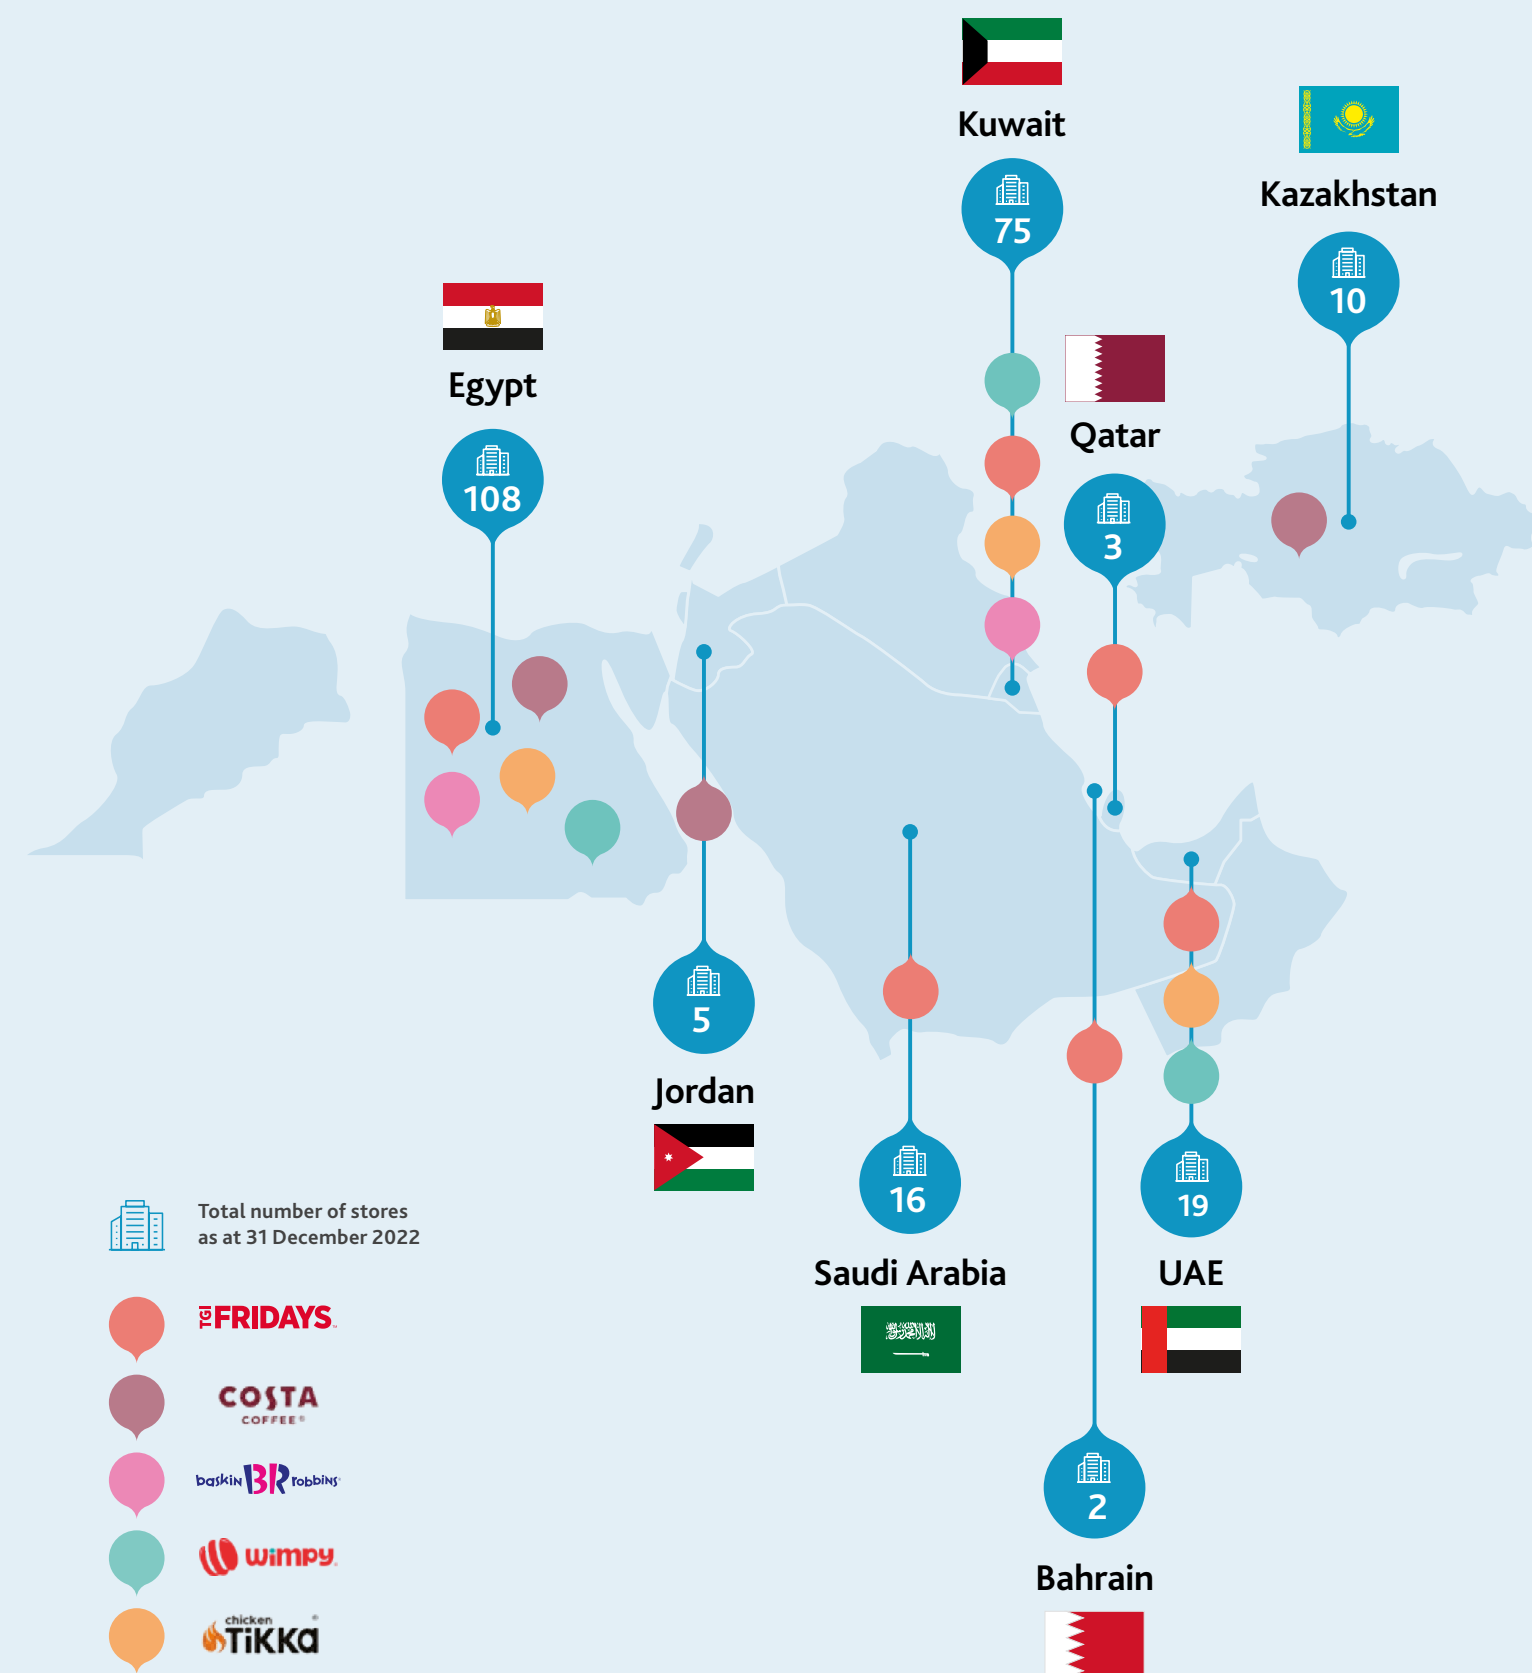 Kuwait
75
Kazakhstan
10
Egypt
108
Qatar
3
5
Jordan
16
Saudi Arabia
19
UAE
2
Bahrain
Total number of stores
as at 31 December 2022
TGI FRIDAYS
COSTA
COFFEE®
baskin BR robbins
wimpy
chicken
TiKKa